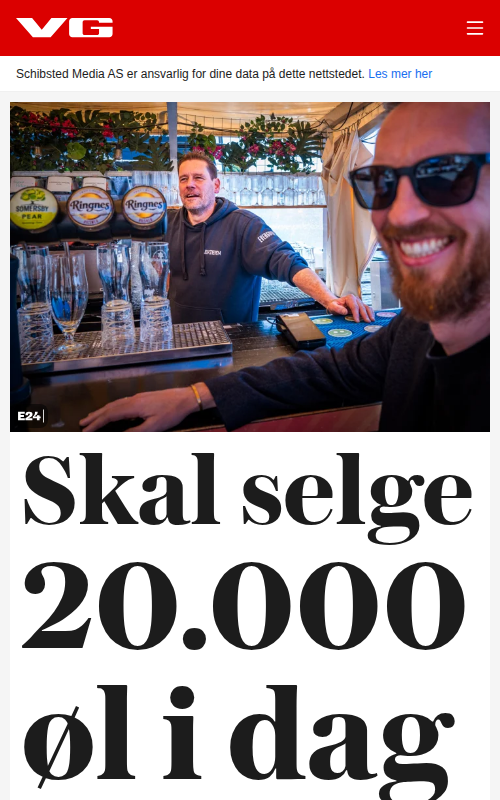 VG
Schibsted Media AS er ansvarlig for dine data på dette nettstedet. Les mer her
SOMERSBY
PEAR
Ringnes
Ringnes
E24
Skal selge
20.000
øl i dag